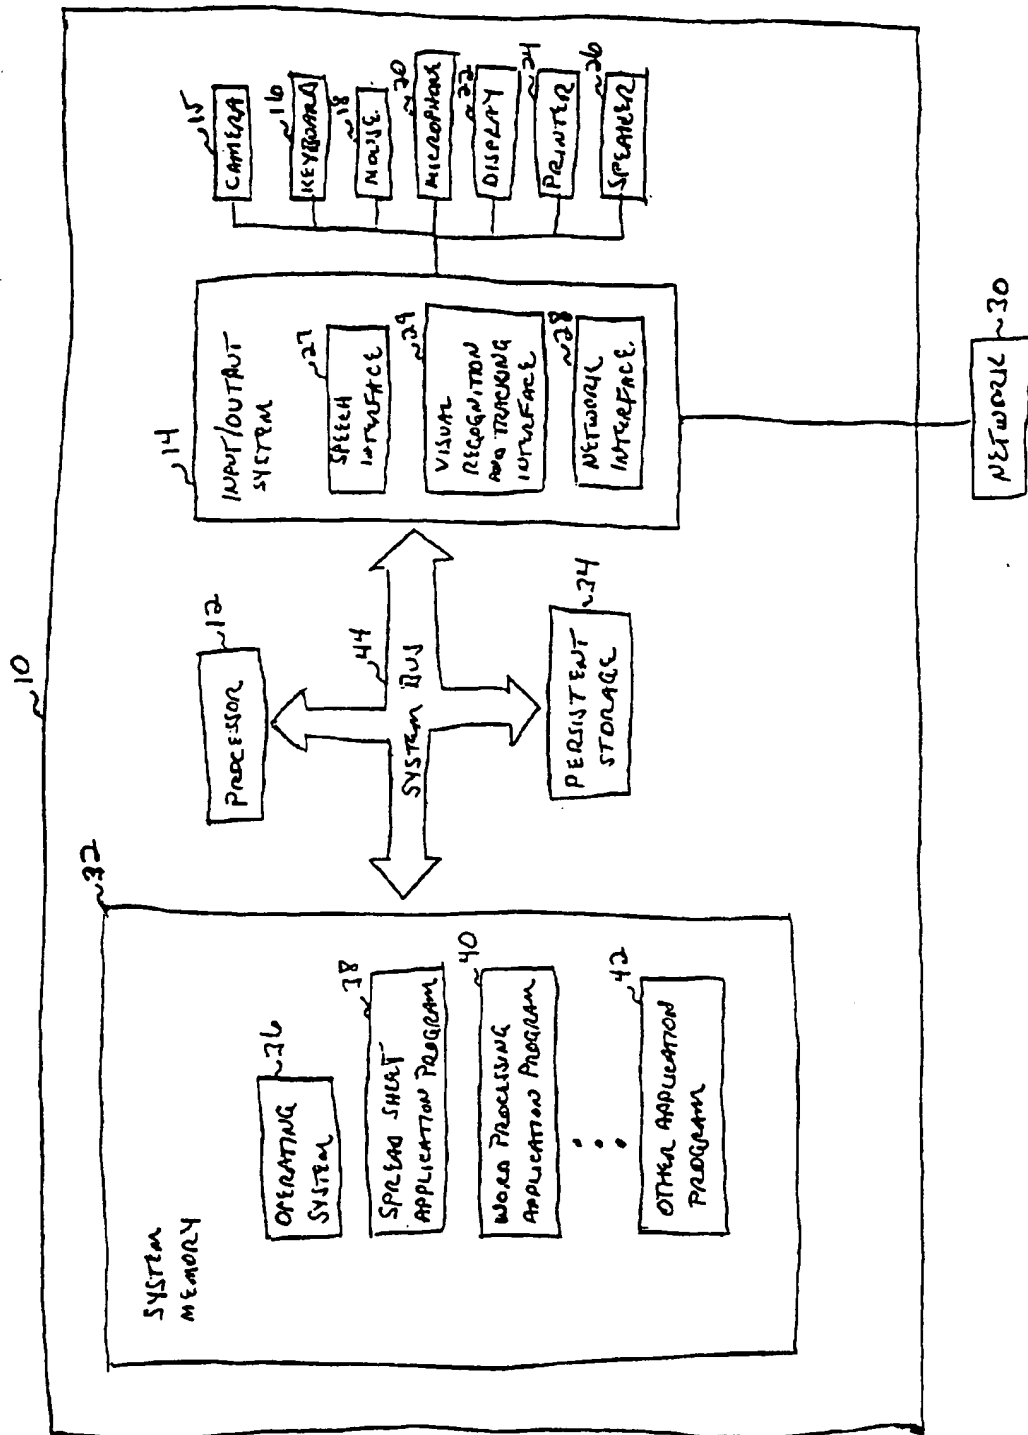 10
32
SYSTEM
MEMORY
OPERATING
SYSTEM
36
SPREAD SHEET
APPLICATION PROGRAM
38
WORD PROCESSING
APPLICATION PROGRAM
40
OTHER APPLICATION
PROGRAM
42
PROCESSOR
12
44
SYSTEM BUS
PERSISTENT
STORAGE
34
14
INPUT/OUTPUT
SYSTEM
SPEECH
INTERFACE
27
VISUAL
RECOGNITION
AND TRACKING
INTERFACE
29
NETWORK
INTERFACE
28
CAMERA
15
KEYBOARD
16
MOUSE
18
MICROPHONE
20
DISPLAY
22
PRINTER
24
SPEAKER
26
NETWORK
30